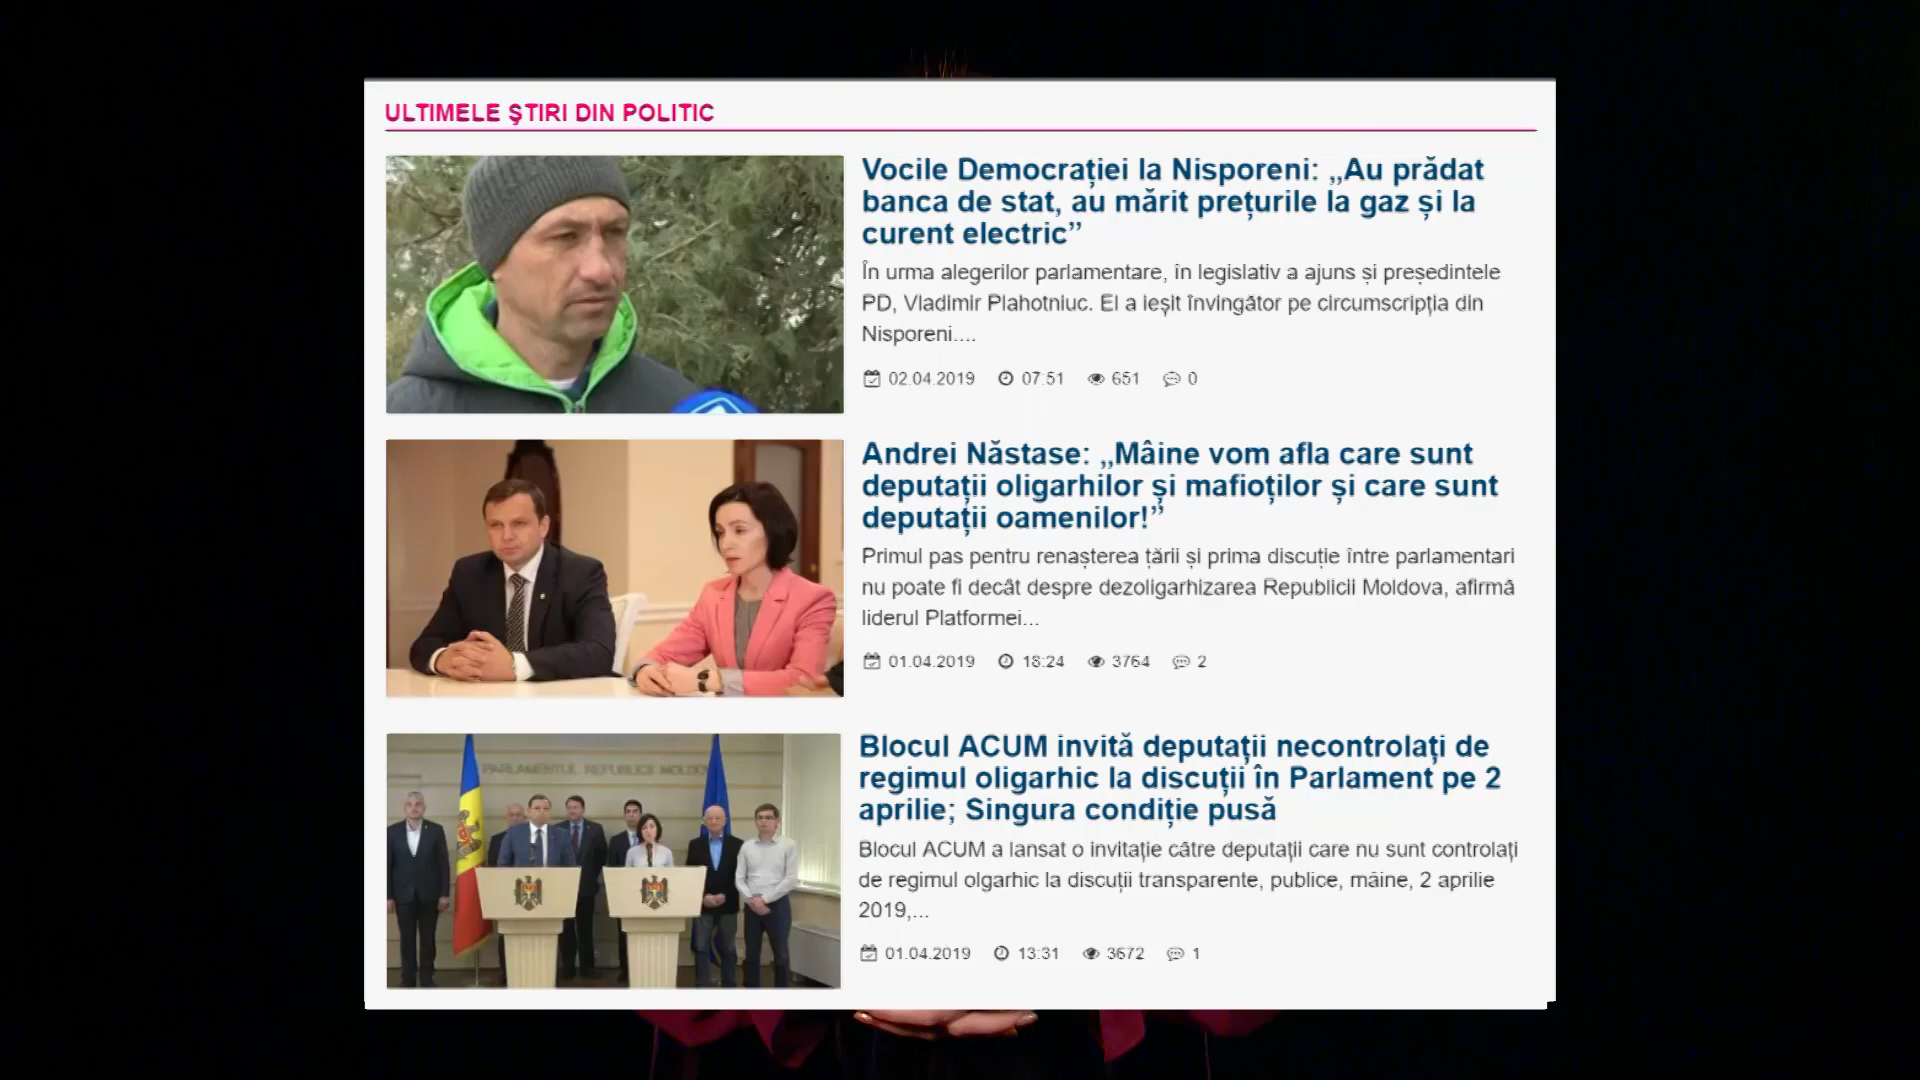 ULTIMELE ŞTIRI DIN POLITIC
Vocile Democrației la Nisporeni: „Au prădat
banca de stat, au mărit prețurile la gaz și la
curent electric”
În urma alegerilor parlamentare, în legislativ a ajuns și președintele
PD, Vladimir Plahotniuc. El a ieșit învingător pe circumscripția din
Nisporeni....
02.04.2019 07:51 651 0
Andrei Năstase: „Mâine vom afla care sunt
deputații oligarhilor și mafioților și care sunt
deputații oamenilor!”
Primul pas pentru renașterea țării și prima discuție între parlamentari
nu poate fi decât despre dezoligarhizarea Republicii Moldova, afirmă
liderul Platformei...
01.04.2019 18:24 3764 2
PARLAMENTUL REPUBLICII MOLDOVA
Blocul ACUM invită deputații necontrolați de
regimul oligarhic la discuții în Parlament pe 2
aprilie; Singura condiție pusă
Blocul ACUM a lansat o invitație către deputații care nu sunt controlați
de regimul olgarhic la discuții transparente, publice, mâine, 2 aprilie
2019,...
01.04.2019 13:31 3672 1